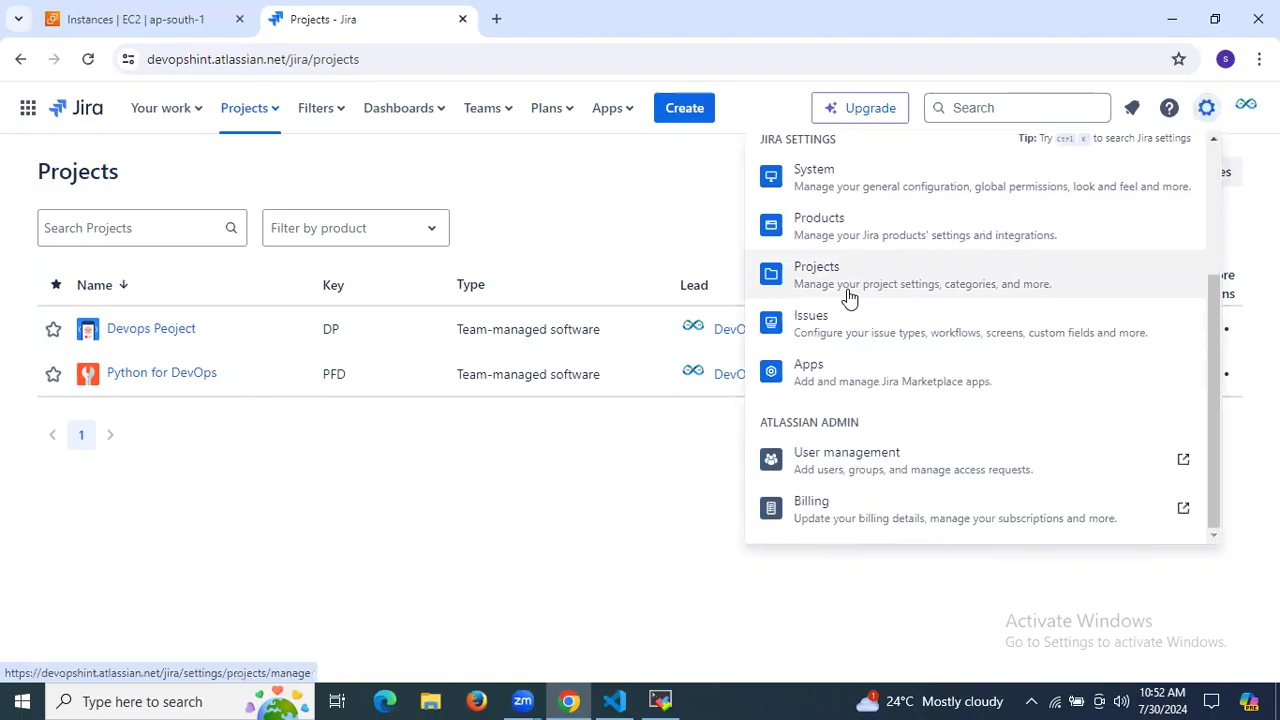 Instances | EC2 | ap-south-1
Projects - Jira
devopshint.atlassian.net/jira/projects
S
Jira
Your work
Projects
Filters
Dashboards
Teams
Plans
Apps
Create
Upgrade
Search
Projects
Search Projects
Filter by product
Name
Key
Type
Lead
Devops Peoject
DP
Team-managed software
DevO
Python for DevOps
PFD
Team-managed software
DevO
1
JIRA SETTINGS
Tip: Try Ctrl K to search Jira settings
System
Manage your general configuration, global permissions, look and feel and more.
Products
Manage your Jira products' settings and integrations.
Projects
Manage your project settings, categories, and more.
Issues
Configure your issue types, workflows, screens, custom fields and more.
Apps
Add and manage Jira Marketplace apps.
ATLASSIAN ADMIN
User management
Add users, groups, and manage access requests.
Billing
Update your billing details, manage your subscriptions and more.
Activate Windows
Go to Settings to activate Windows.
https://devopshint.atlassian.net/jira/settings/projects/manage
Type here to search
zm
24°C Mostly cloudy
10:52 AM
7/30/2024